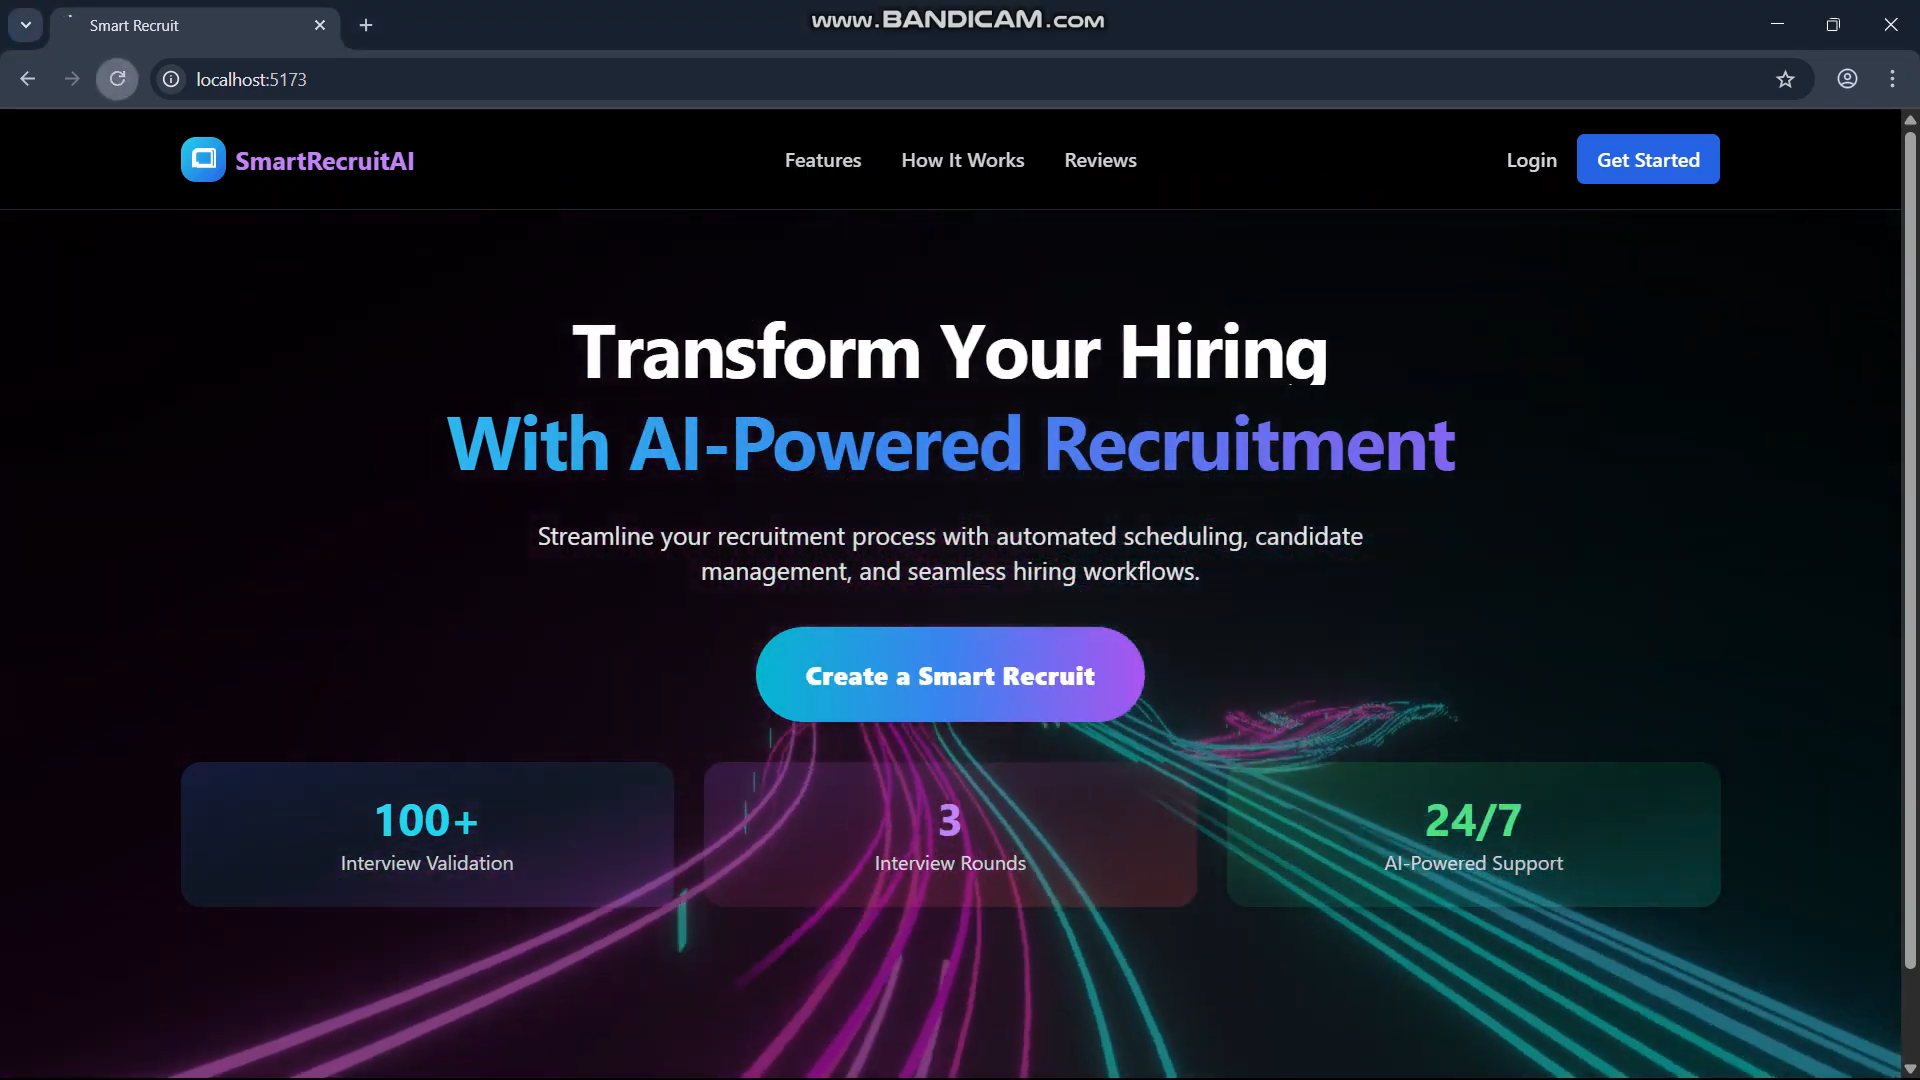 Smart Recruit
www.BANDICAM.com
localhost:5173
SmartRecruitAI
Features
How It Works
Reviews
Login
Get Started
Transform Your Hiring
With AI-Powered Recruitment
Streamline your recruitment process with automated scheduling, candidate
management, and seamless hiring workflows.
Create a Smart Recruit
100+
Interview Validation
3
Interview Rounds
24/7
AI-Powered Support